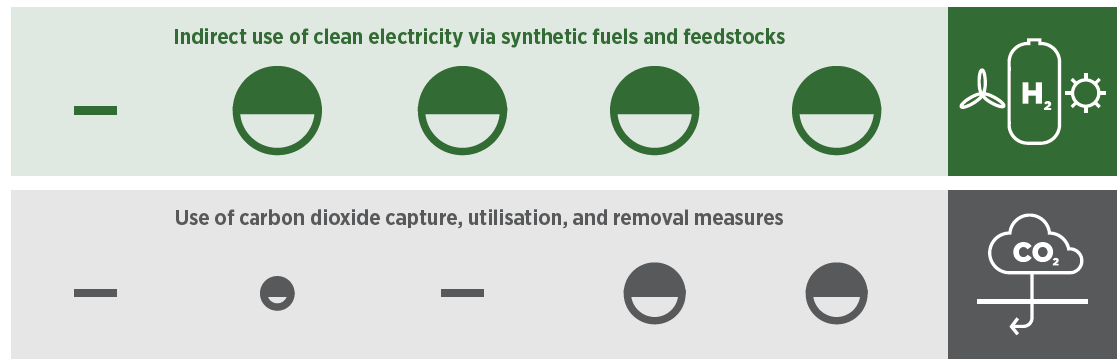 Indirect use of clean electricity via synthetic fuels and feedstocks
H₂
Use of carbon dioxide capture, utilisation, and removal measures
CO₂